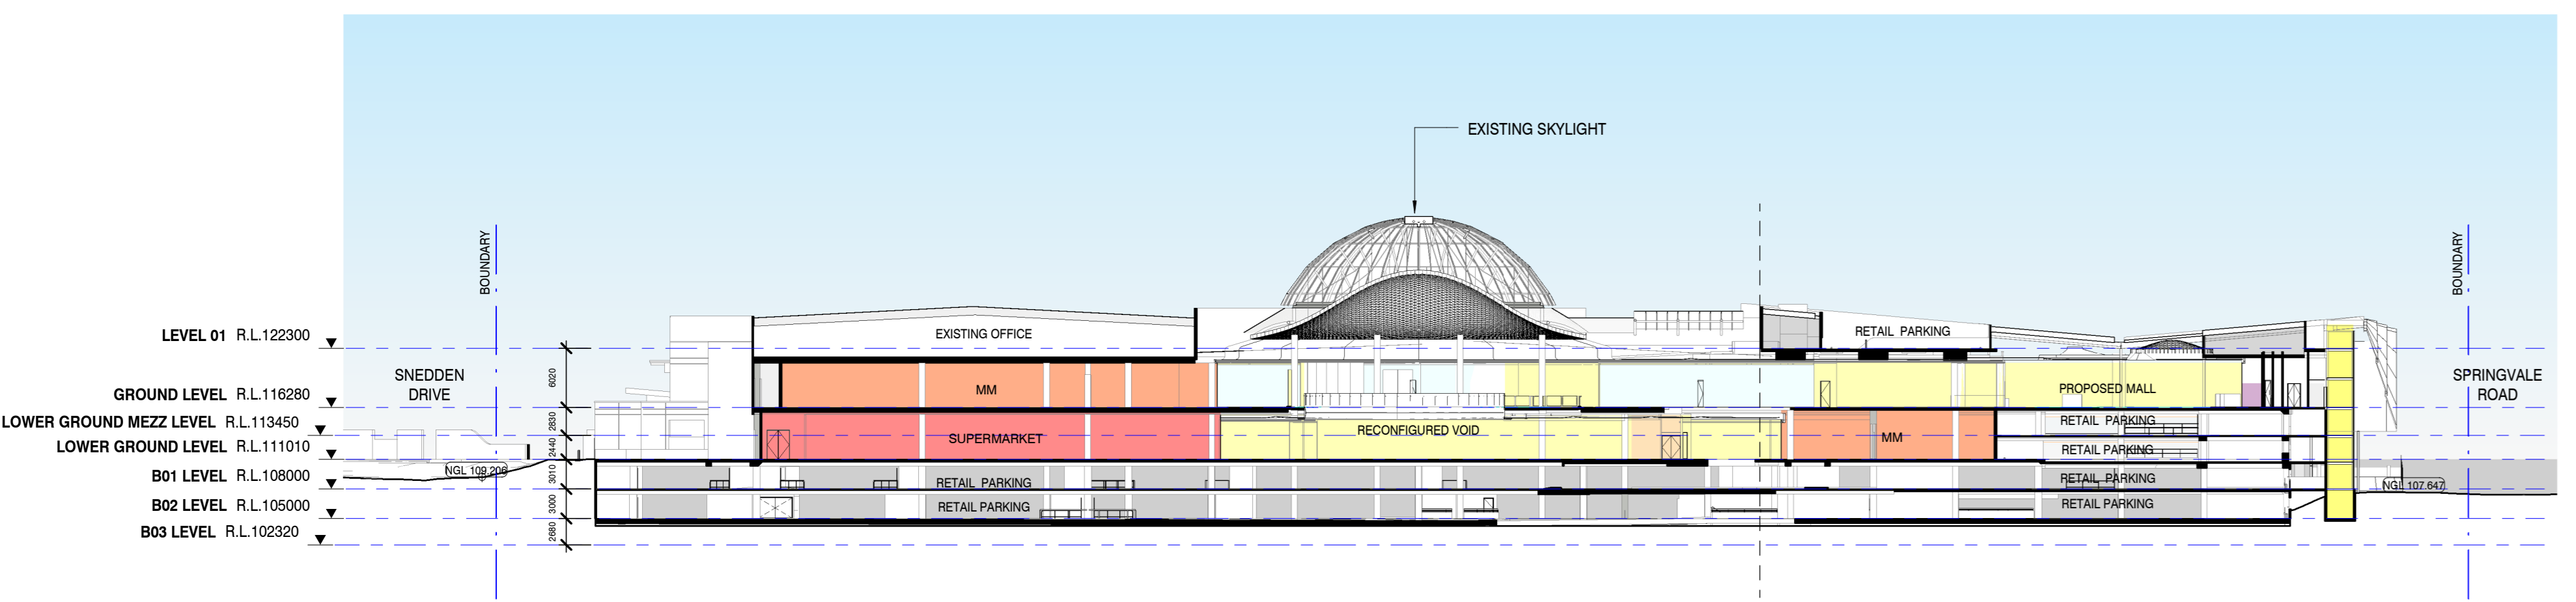 EXISTING SKYLIGHT
BOUNDARY
BOUNDARY
LEVEL 01 R.L.122300
EXISTING OFFICE
RETAIL PARKING
SNEDDEN
DRIVE
6020
MM
PROPOSED MALL
SPRINGVALE
ROAD
GROUND LEVEL R.L.116280
LOWER GROUND MEZZ LEVEL R.L.113450
2830
RETAIL PARKING
RECONFIGURED VOID
SUPERMARKET
MM
LOWER GROUND LEVEL R.L.111010
2440
RETAIL PARKING
NGL 109.206
B01 LEVEL R.L.108000
3010
RETAIL PARKING
RETAIL PARKING
NGL 107.647
B02 LEVEL R.L.105000
3000
RETAIL PARKING
RETAIL PARKING
B03 LEVEL R.L.102320
2680